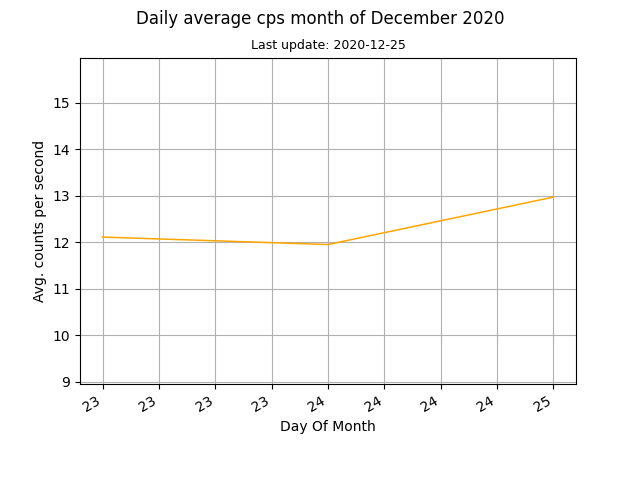 Daily average cps month of December 2020
Last update: 2020-12-25
Avg. counts per second
15
14
13
12
11
10
9
23 23 23 23 24 24 24 24 25
Day Of Month